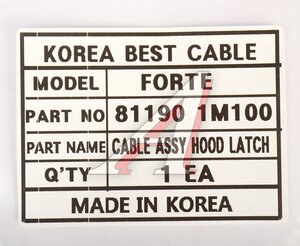 KOREA BEST CABLE
MODEL FORTE
PART NO 81190 1M100
PART NAME CABLE ASSY HOOD LATCH
Q'TY 1 EA
MADE IN KOREA